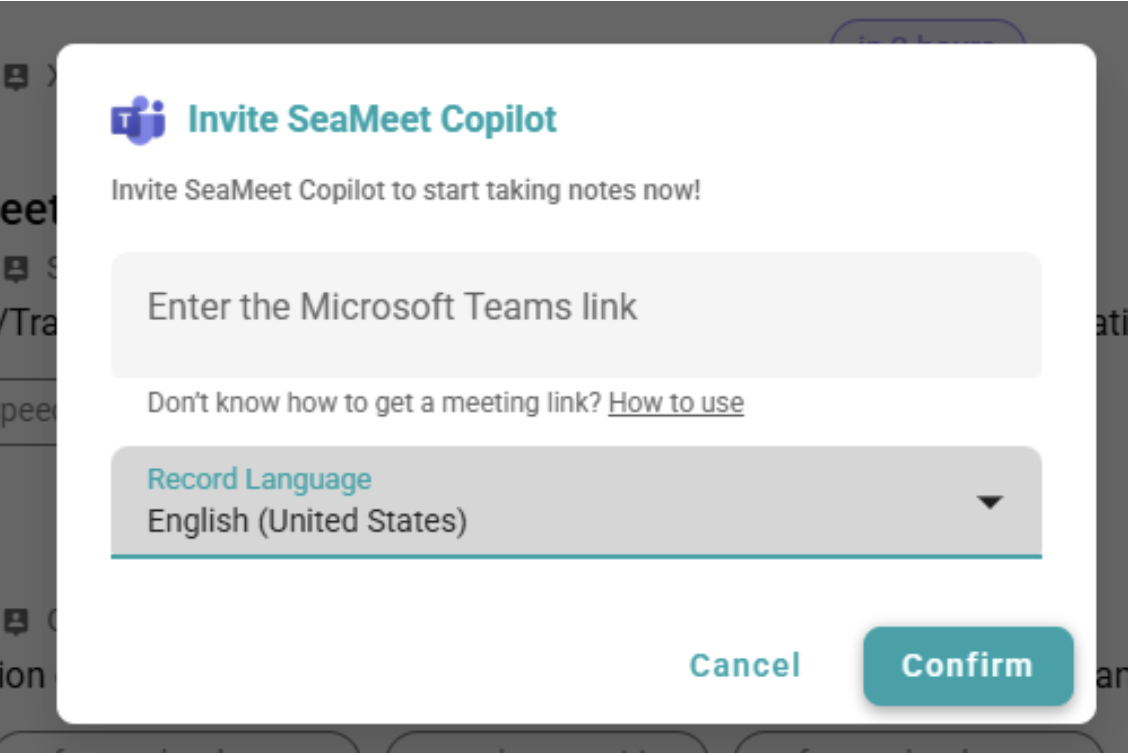 Invite SeaMeet Copilot
Invite SeaMeet Copilot to start taking notes now!
Enter the Microsoft Teams link
Don't know how to get a meeting link? How to use
Record Language
English (United States)
Cancel Confirm